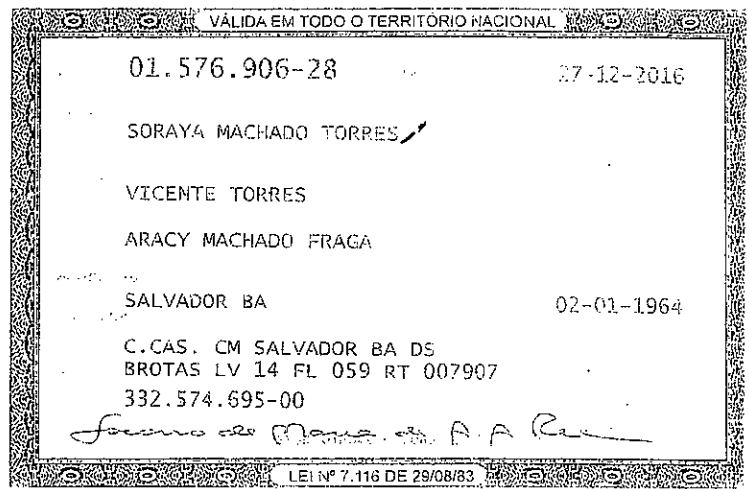 VÁLIDA EM TODO O TERRITÓRIO NACIONAL
01.576.906-28 27-12-2016
SORAYA MACHADO TORRES
VICENTE TORRES
ARACY MACHADO FRAGA
SALVADOR BA 02-01-1964
C.CAS. CM SALVADOR BA DS
BROTAS LV 14 FL 059 RT 007907
332.574.695-00
LEI Nº 7.116 DE 29/08/83